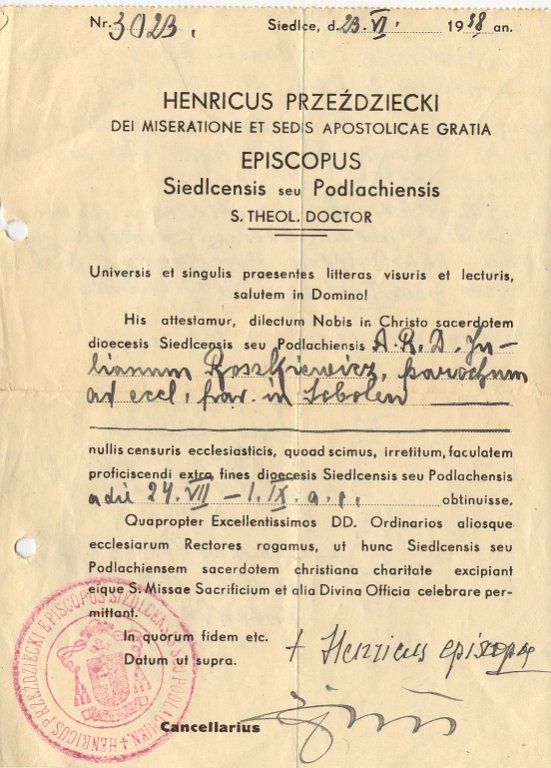 Nr. 3023. Siedlce, d. 23. VI. 1938 an.
HENRICUS PRZEŹDZIECKI
DEI MISERATIONE ET SEDIS APOSTOLICAE GRATIA
EPISCOPUS
Siedlcensis seu Podlachiensis
S. THEOL. DOCTOR
Universis et singulis praesentes litteras visuris et lecturis,
salutem in Domino!
His attestamur, dilectum Nobis in Christo sacerdotem
dioecesis Siedlcensis seu Podlachiensis A. R. D. Ju-
lianum Roszkiewicz, parochum
ad eccl. par. in Sobolen
nullis censuris ecclesiasticis, quoad scimus, irretitum, faculatem
proficiscendi extra fines dioecesis Siedlcensis seu Podlachensis
a die 24. VII – 1. IX. a. c. obtinuisse.
Quapropter Excellentissimos DD. Ordinarios aliosque
ecclesiarum Rectores rogamus, ut hunc Siedlcensis seu
Podlachiensem sacerdotem christiana charitate excipiant
eique S. Missae Sacrificium et alia Divina Officia celebrare per-
mittant.
In quorum fidem etc.
Datum ut supra.
+ Henricus episcopus
Cancellarius
HENRICUS PRZEŹDZIECKI EPISCOPUS SIEDLCENSIS SEU PODLACHIEN. +